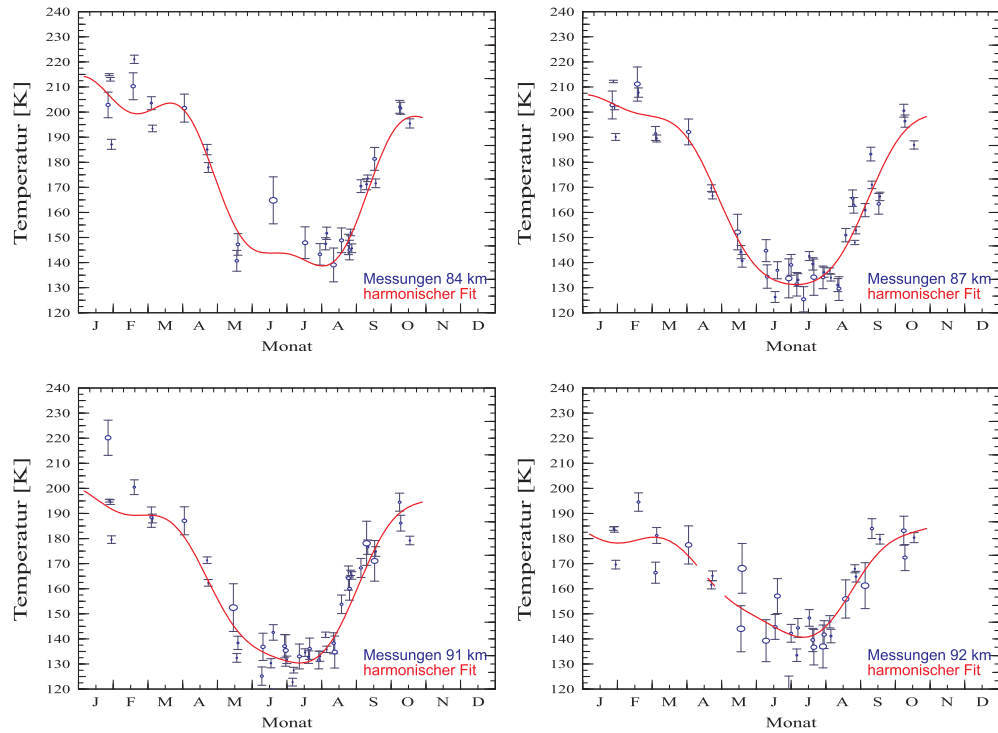 240
230
220
210
200
190
180
170
160
150
140
130
120
Temperatur [K]
Messungen 84 km
harmonischer Fit
J F M A M J J A S O N D
Monat
240
230
220
210
200
190
180
170
160
150
140
130
120
Temperatur [K]
Messungen 87 km
harmonischer Fit
J F M A M J J A S O N D
Monat
240
230
220
210
200
190
180
170
160
150
140
130
120
Temperatur [K]
Messungen 91 km
harmonischer Fit
J F M A M J J A S O N D
Monat
240
230
220
210
200
190
180
170
160
150
140
130
120
Temperatur [K]
Messungen 92 km
harmonischer Fit
J F M A M J J A S O N D
Monat